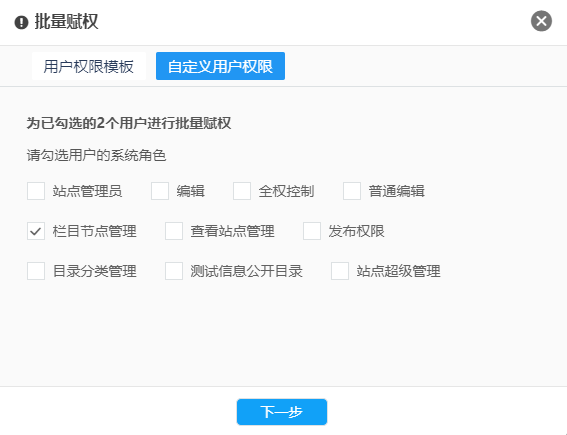 批量赋权
用户权限模板 自定义用户权限
为已勾选的2个用户进行批量赋权
请勾选用户的系统角色
站点管理员 编辑 全权控制 普通编辑
栏目节点管理 查看站点管理 发布权限
目录分类管理 测试信息公开目录 站点超级管理
下一步